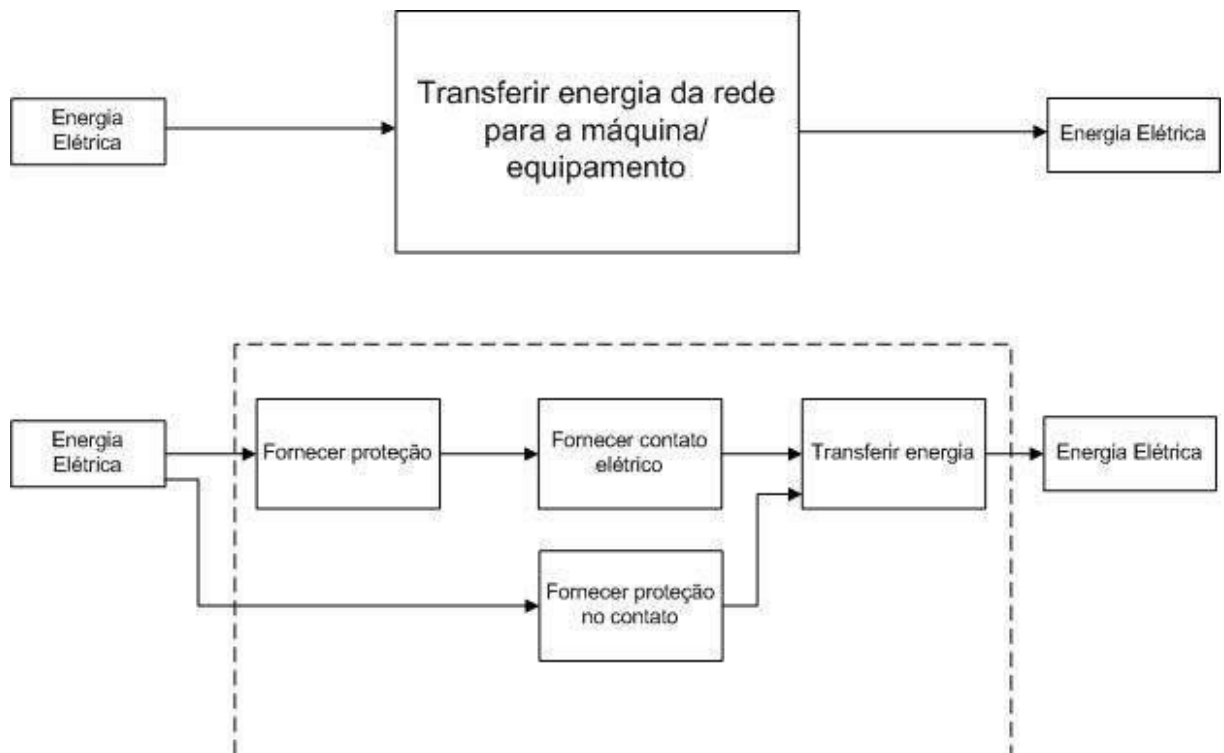 Energia
Elétrica
Transferir energia da rede
para a máquina/
equipamento
Energia Elétrica
Energia
Elétrica
Fornecer proteção
Fornecer contato
elétrico
Transferir energia
Energia Elétrica
Fornecer proteção
no contato